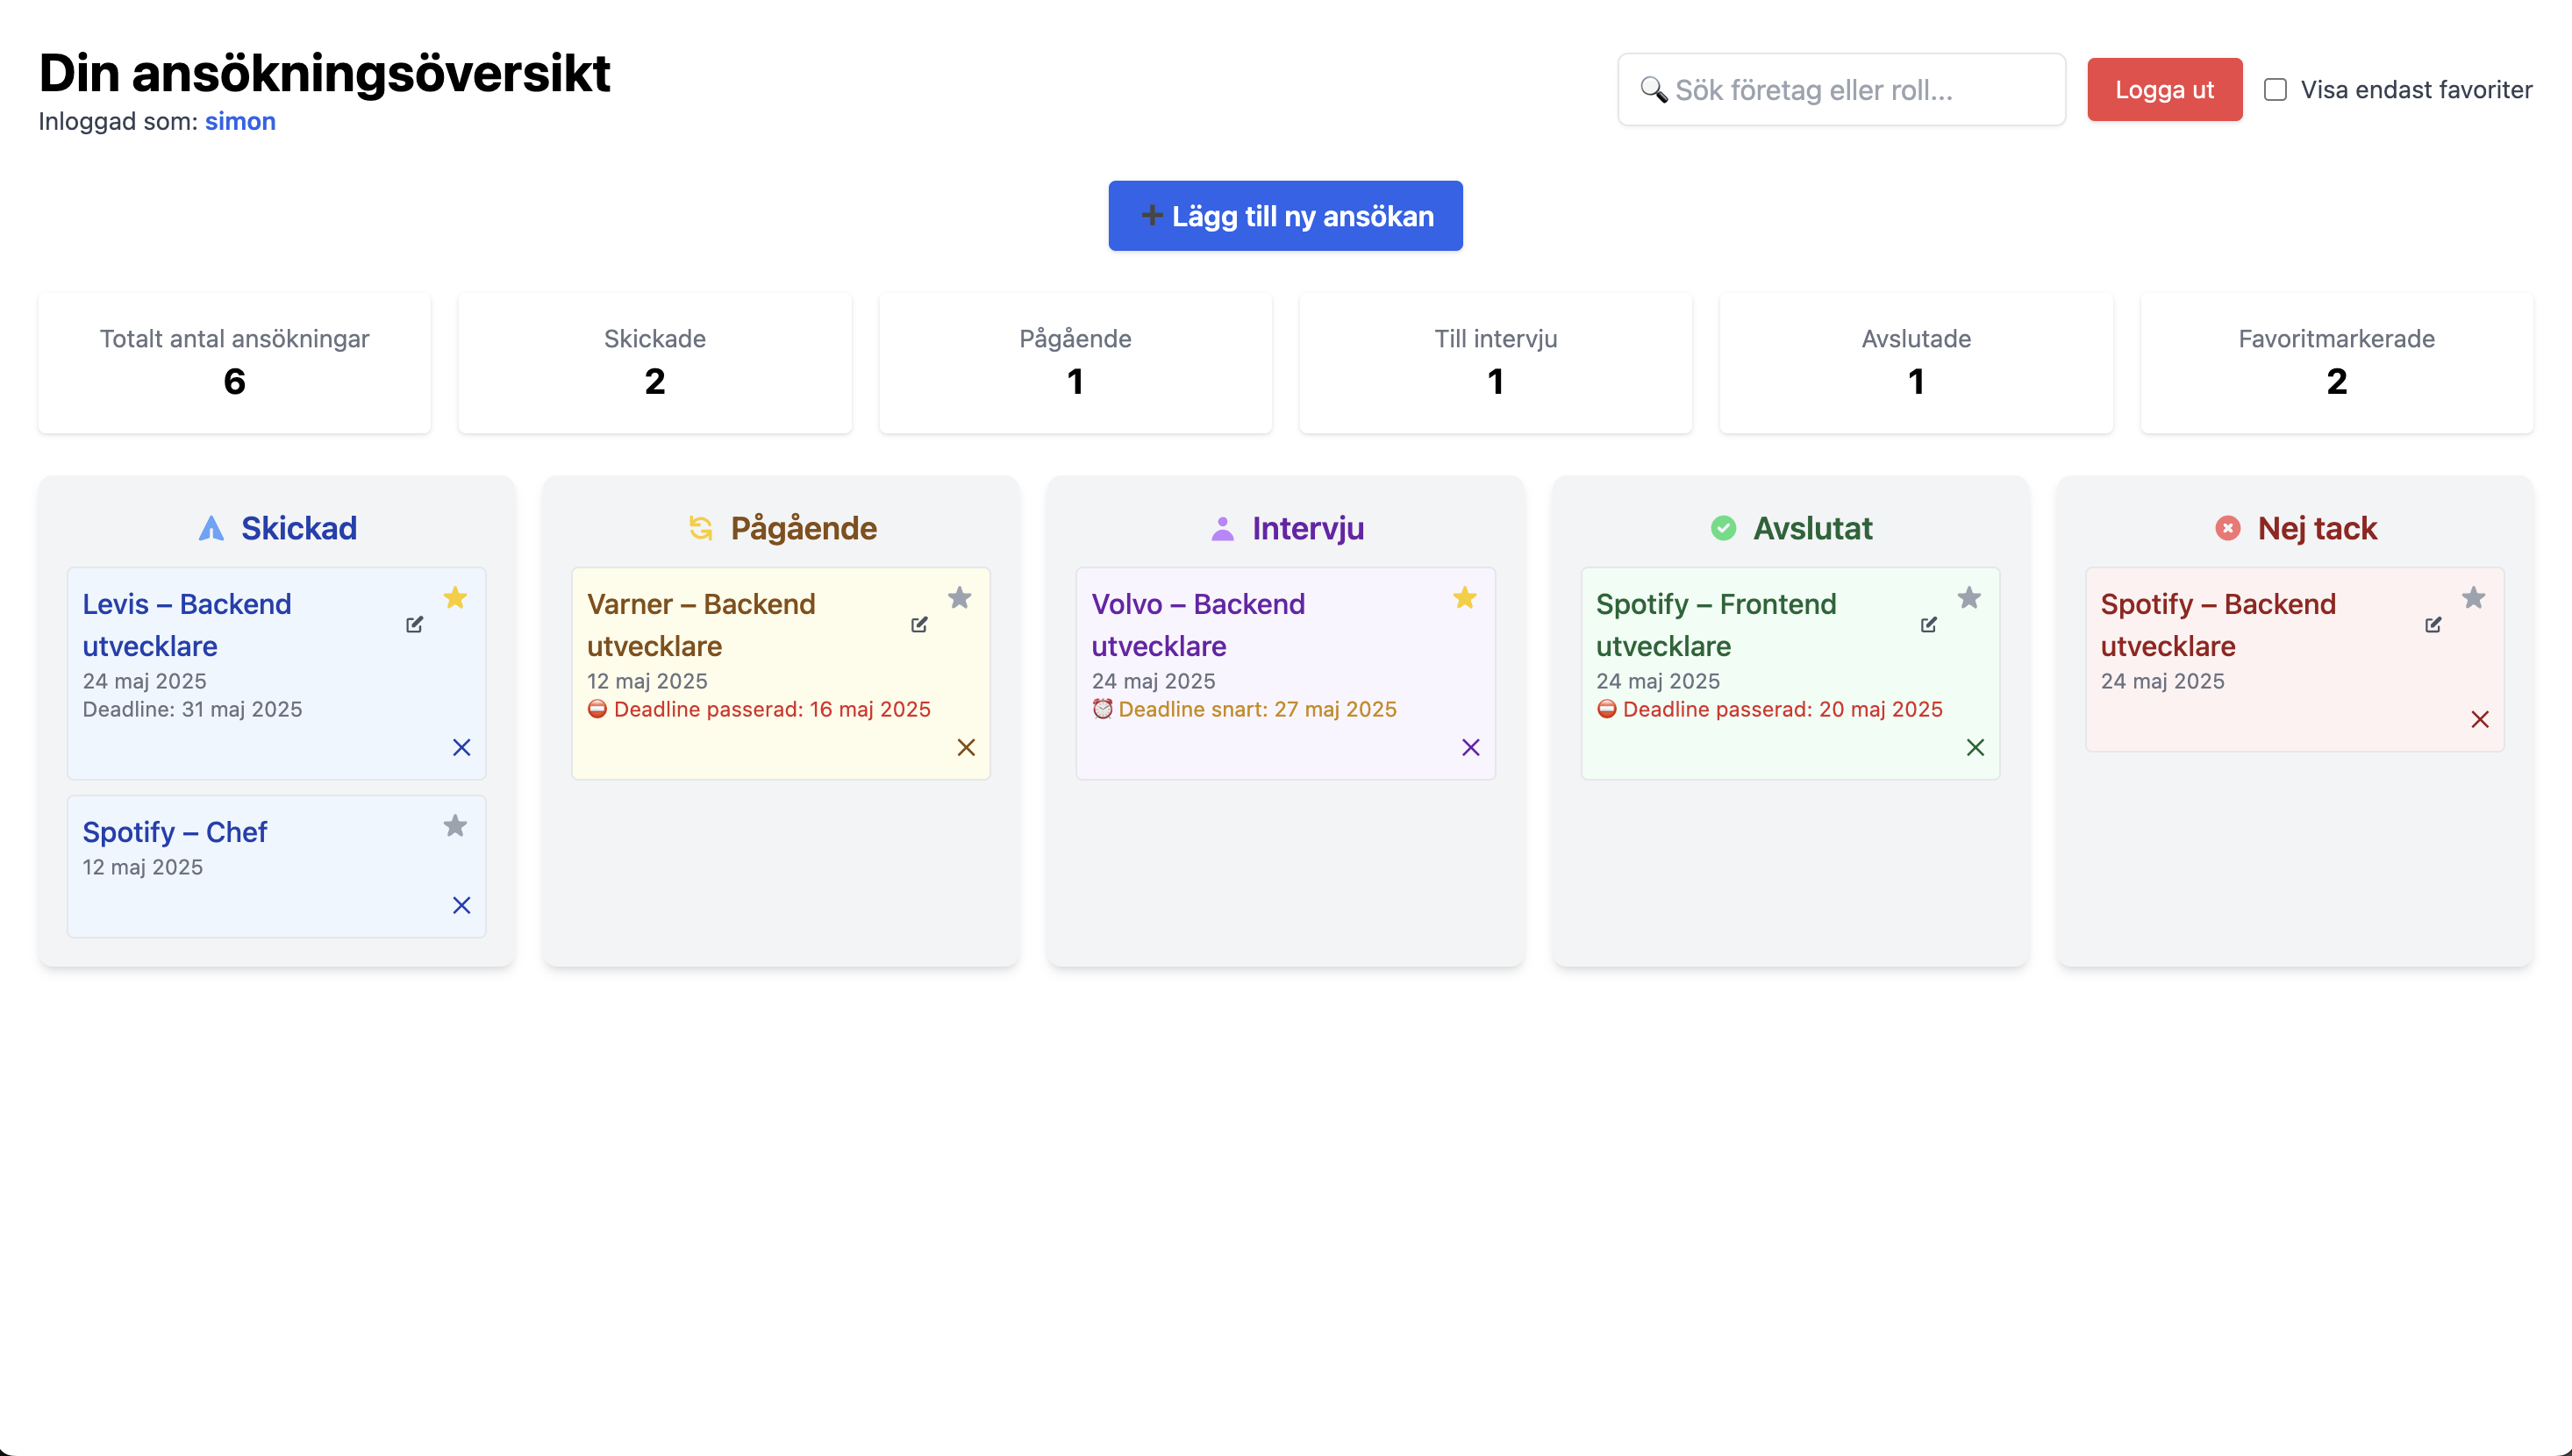 Din ansökningsöversikt
Inloggad som: simon
🔍 Sök företag eller roll...
Logga ut
Visa endast favoriter
➕ Lägg till ny ansökan
Totalt antal ansökningar
6
Skickade
2
Pågående
1
Till intervju
1
Avslutade
1
Favoritmarkerade
2
Skickad
Levis – Backend
utvecklare
24 maj 2025
Deadline: 31 maj 2025
Spotify – Chef
12 maj 2025
Pågående
Varner – Backend
utvecklare
12 maj 2025
⛔ Deadline passerad: 16 maj 2025
Intervju
Volvo – Backend
utvecklare
24 maj 2025
⏰ Deadline snart: 27 maj 2025
Avslutat
Spotify – Frontend
utvecklare
24 maj 2025
⛔ Deadline passerad: 20 maj 2025
Nej tack
Spotify – Backend
utvecklare
24 maj 2025